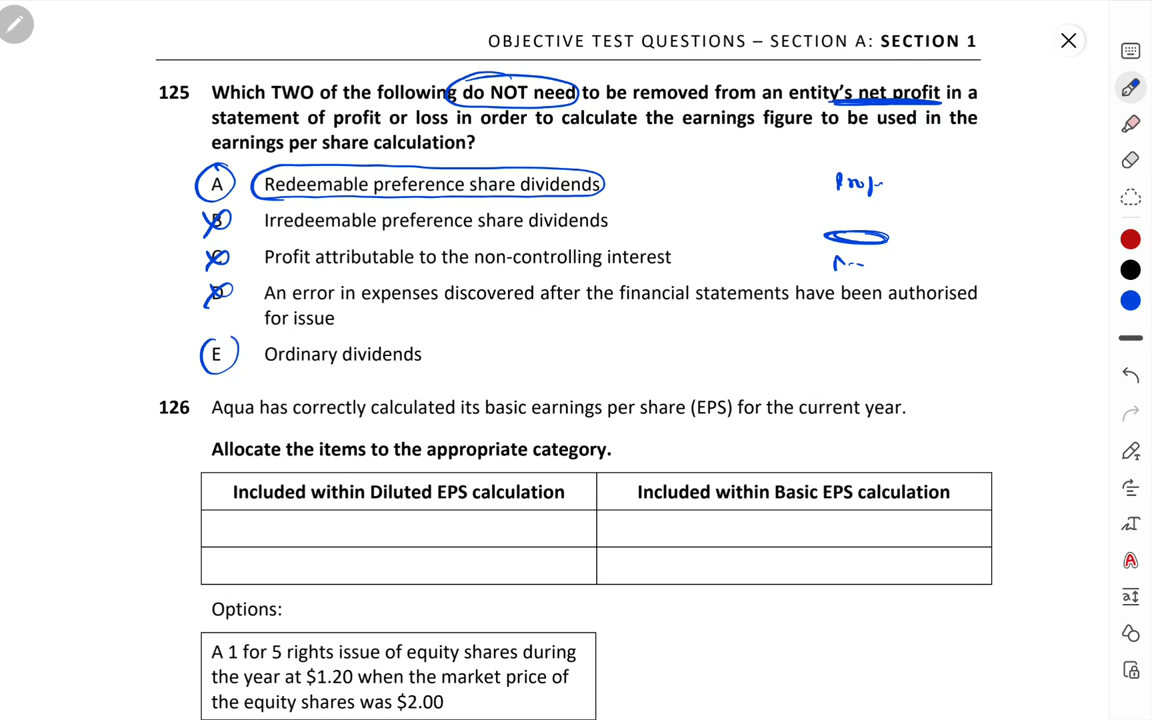 OBJECTIVE TEST QUESTIONS – SECTION A: SECTION 1
125 Which TWO of the following do NOT need to be removed from an entity's net profit in a
statement of profit or loss in order to calculate the earnings figure to be used in the
earnings per share calculation?
A Redeemable preference share dividends
B Irredeemable preference share dividends
C Profit attributable to the non-controlling interest
D An error in expenses discovered after the financial statements have been authorised
for issue
E Ordinary dividends
126 Aqua has correctly calculated its basic earnings per share (EPS) for the current year.
Allocate the items to the appropriate category.
Included within Diluted EPS calculation Included within Basic EPS calculation
Options:
A 1 for 5 rights issue of equity shares during
the year at $1.20 when the market price of
the equity shares was $2.00